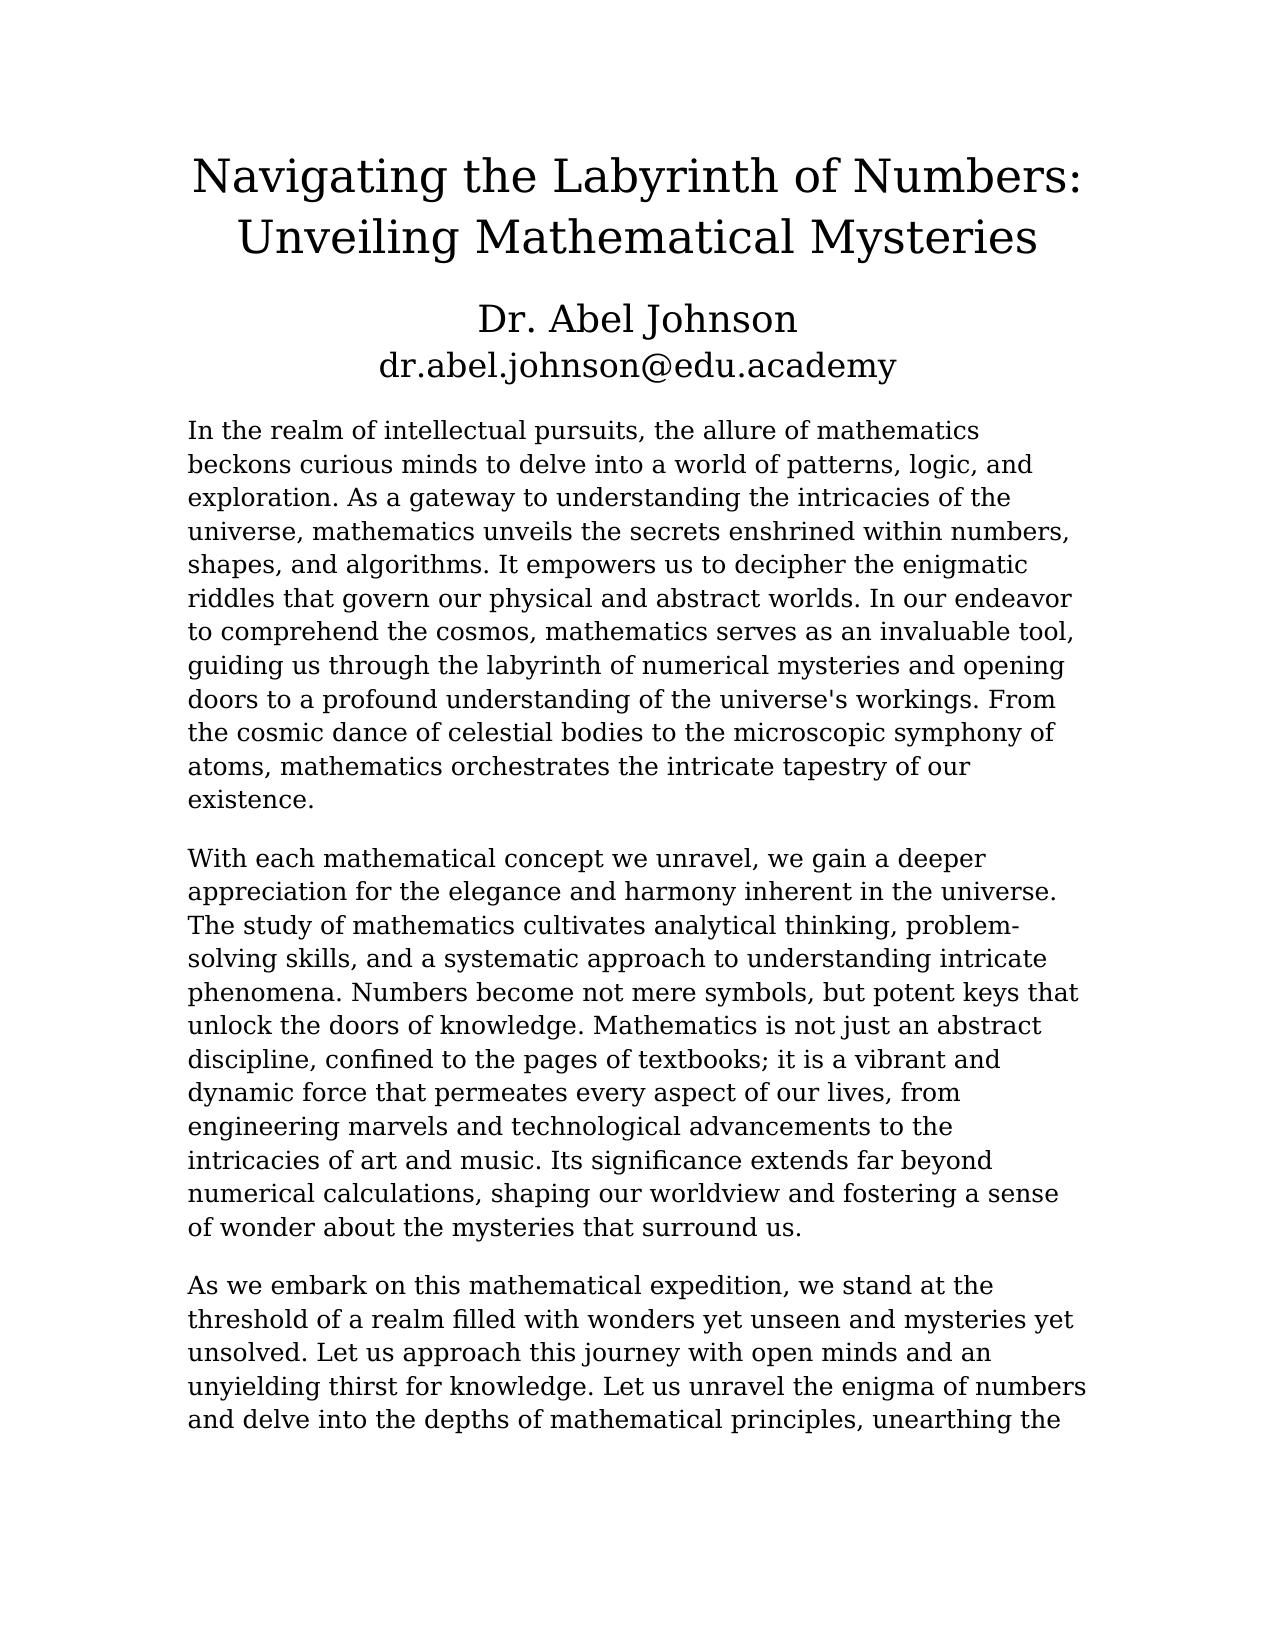 Navigating the Labyrinth of Numbers:
Unveiling Mathematical Mysteries
Dr. Abel Johnson
dr.abel.johnson@edu.academy
In the realm of intellectual pursuits, the allure of mathematics
beckons curious minds to delve into a world of patterns, logic, and
exploration. As a gateway to understanding the intricacies of the
universe, mathematics unveils the secrets enshrined within numbers,
shapes, and algorithms. It empowers us to decipher the enigmatic
riddles that govern our physical and abstract worlds. In our endeavor
to comprehend the cosmos, mathematics serves as an invaluable tool,
guiding us through the labyrinth of numerical mysteries and opening
doors to a profound understanding of the universe's workings. From
the cosmic dance of celestial bodies to the microscopic symphony of
atoms, mathematics orchestrates the intricate tapestry of our
existence.
With each mathematical concept we unravel, we gain a deeper
appreciation for the elegance and harmony inherent in the universe.
The study of mathematics cultivates analytical thinking, problem-
solving skills, and a systematic approach to understanding intricate
phenomena. Numbers become not mere symbols, but potent keys that
unlock the doors of knowledge. Mathematics is not just an abstract
discipline, confined to the pages of textbooks; it is a vibrant and
dynamic force that permeates every aspect of our lives, from
engineering marvels and technological advancements to the
intricacies of art and music. Its significance extends far beyond
numerical calculations, shaping our worldview and fostering a sense
of wonder about the mysteries that surround us.
As we embark on this mathematical expedition, we stand at the
threshold of a realm filled with wonders yet unseen and mysteries yet
unsolved. Let us approach this journey with open minds and an
unyielding thirst for knowledge. Let us unravel the enigma of numbers
and delve into the depths of mathematical principles, unearthing the